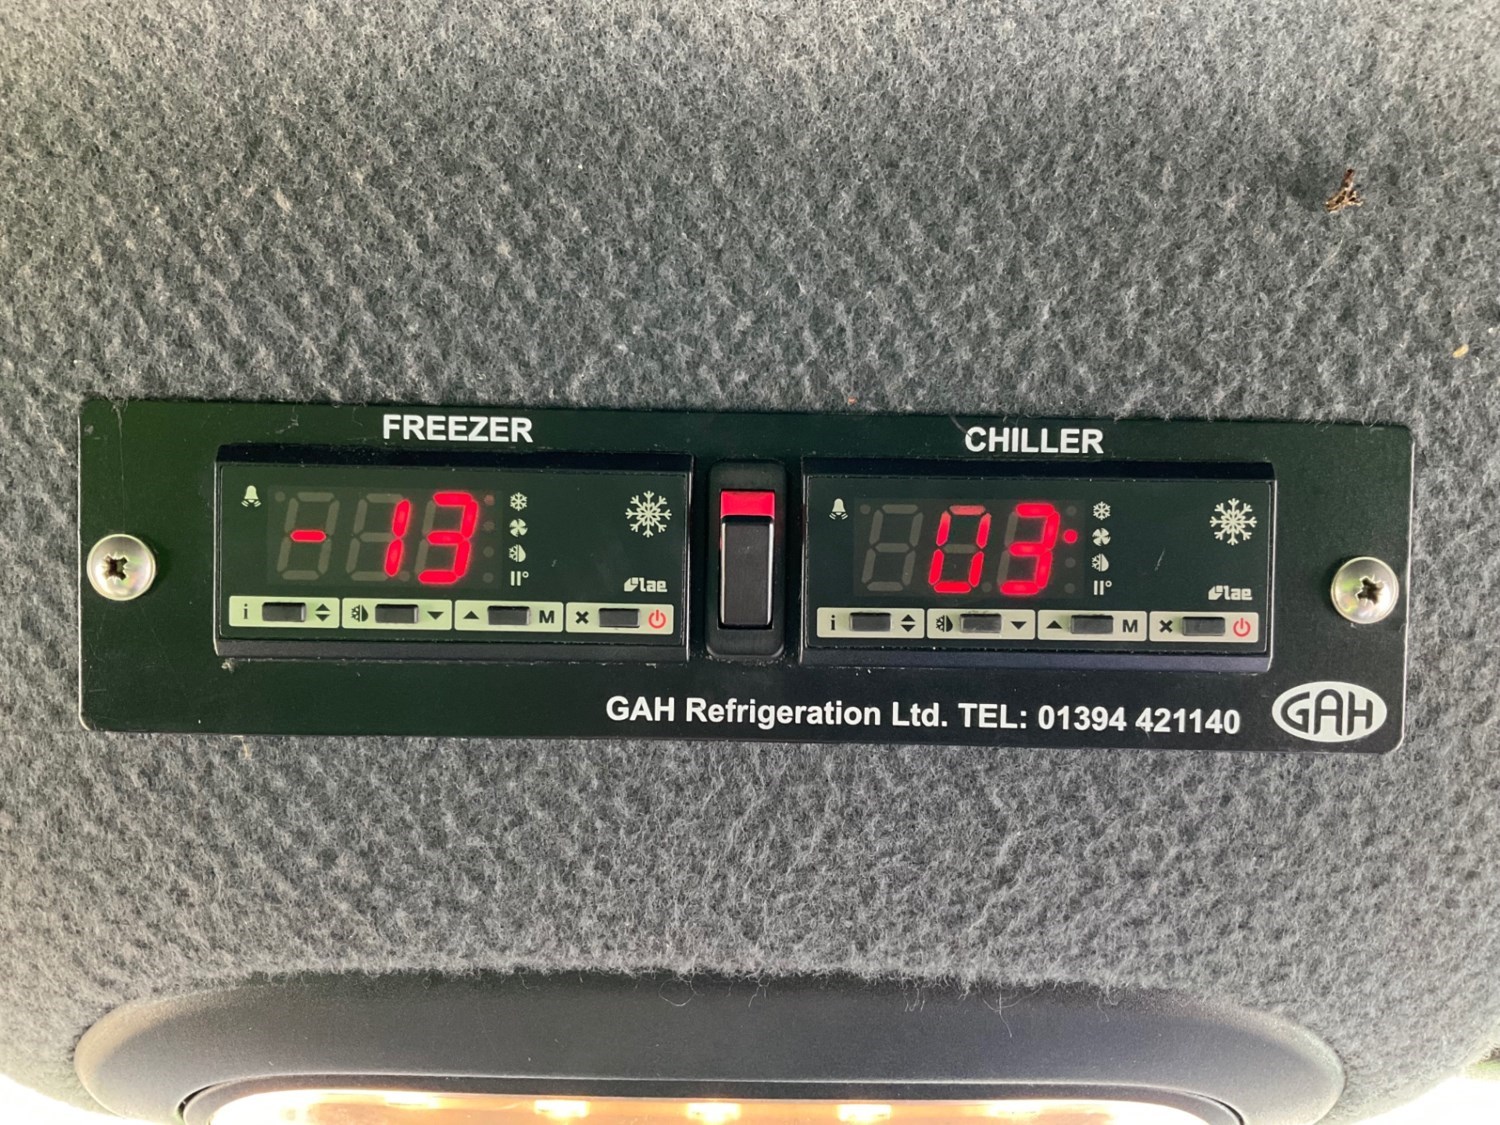 FREEZER
CHILLER
-13
03
lae
lae
i
M
i
M
GAH Refrigeration Ltd. TEL: 01394 421140
GAH